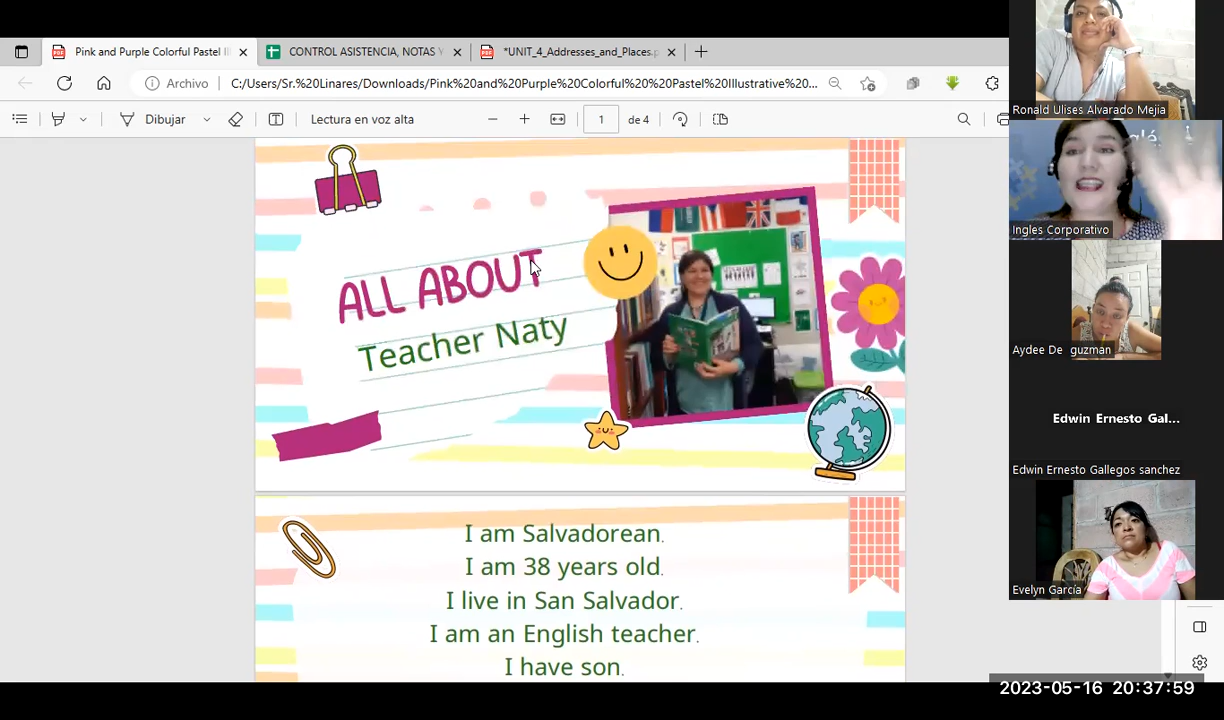 Pink and Purple Colorful Pastel Ill
CONTROL ASISTENCIA, NOTAS Y
*UNIT_4_Addresses_and_Places.p
Archivo
C:/Users/Sr.%20Linares/Downloads/Pink%20and%20Purple%20Colorful%20%20Pastel%20Illustrative%20...
Dibujar
Lectura en voz alta
1
de 4
ALL ABOUT
Teacher Naty
I am Salvadorean.
I am 38 years old.
I live in San Salvador.
I am an English teacher.
I have son.
Ronald Ulises Alvarado Mejia
glé
Ingles Corporativo
Aydee De guzman
Edwin Ernesto Gal...
Edwin Ernesto Gallegos sanchez
Evelyn García
2023-05-16 20:37:59